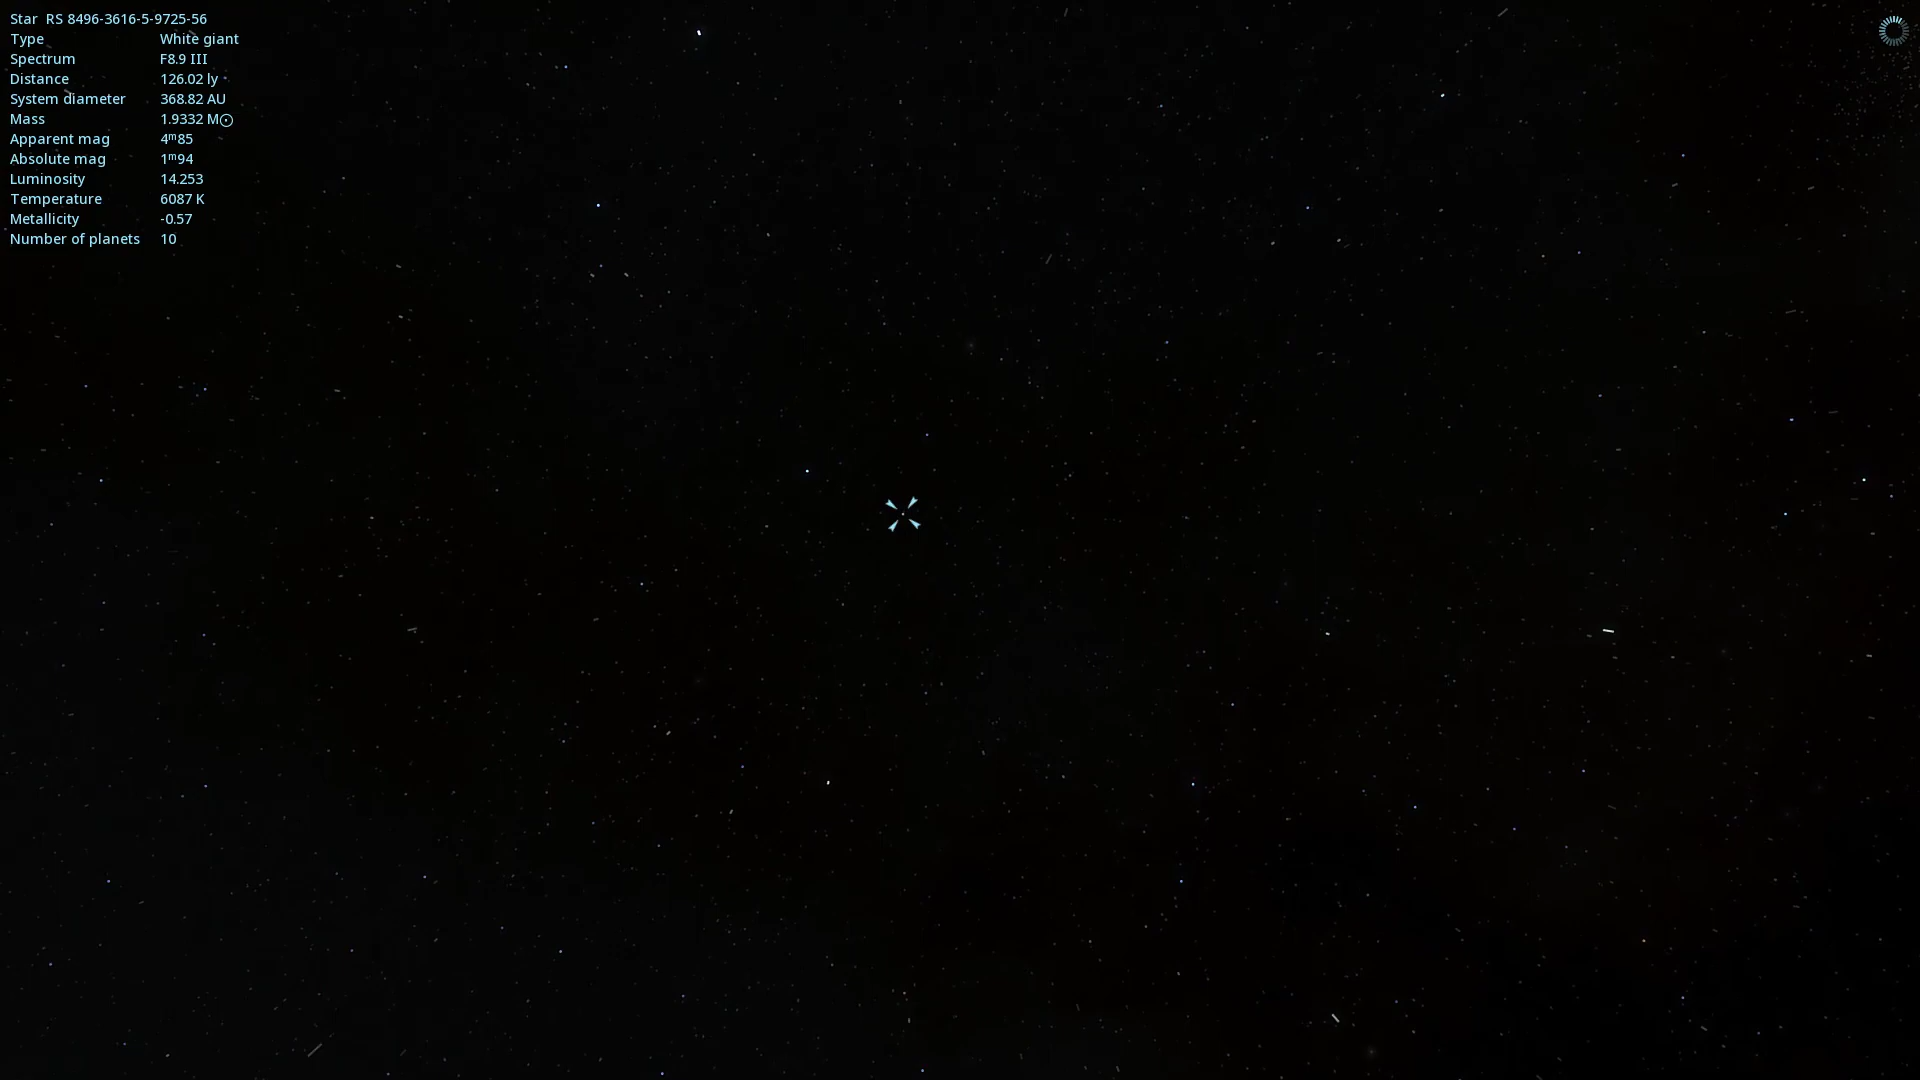 Star RS 8496-3616-5-9725-56
Type White giant
Spectrum F8.9 III
Distance 126.02 ly
System diameter 368.82 AU
Mass 1.9332 M☉
Apparent mag 4ᵐ85
Absolute mag 1ᵐ94
Luminosity 14.253
Temperature 6087 K
Metallicity -0.57
Number of planets 10